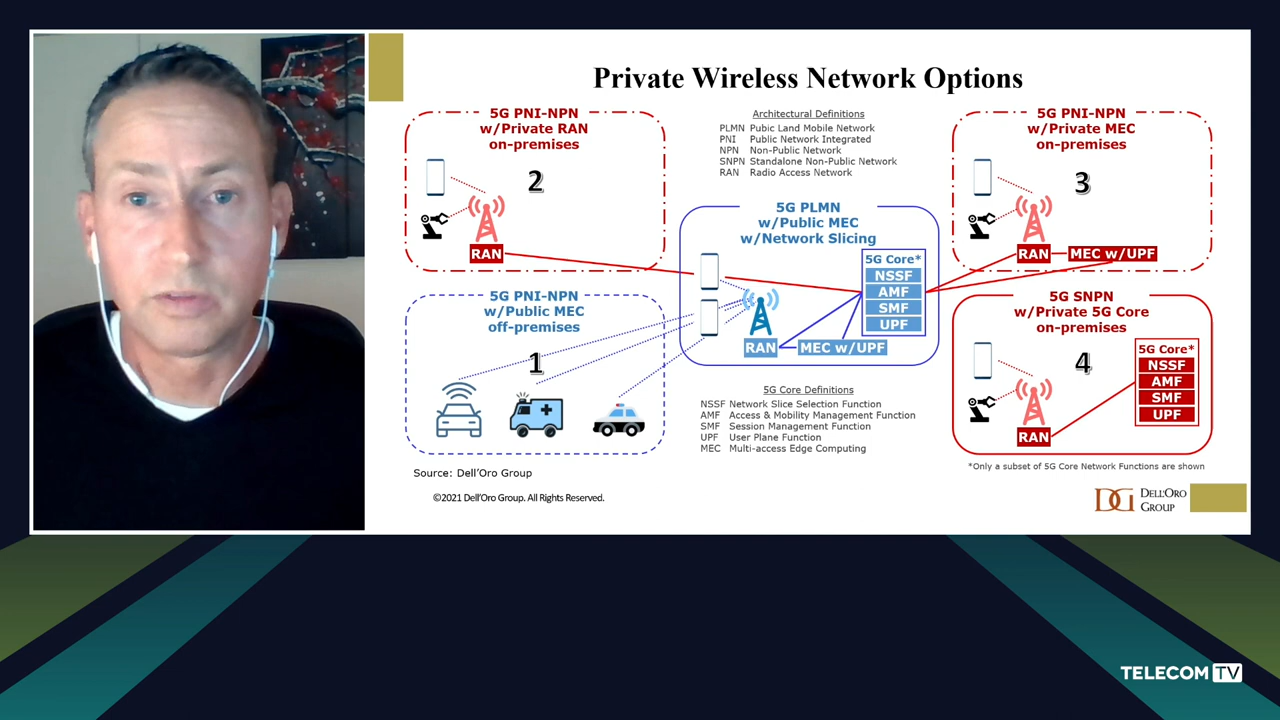 Private Wireless Network Options
5G PNI-NPN
w/Private RAN
on-premises
2
RAN
Architectural Definitions
PLMN Pubic Land Mobile Network
PNI Public Network Integrated
NPN Non-Public Network
SNPN Standalone Non-Public Network
RAN Radio Access Network
5G PNI-NPN
w/Private MEC
on-premises
3
RAN
MEC w/UPF
5G PLMN
w/Public MEC
w/Network Slicing
5G Core*
NSSF
AMF
SMF
UPF
RAN
MEC w/UPF
5G PNI-NPN
w/Public MEC
off-premises
1
5G SNPN
w/Private 5G Core
on-premises
4
5G Core*
NSSF
AMF
SMF
UPF
RAN
5G Core Definitions
NSSF Network Slice Selection Function
AMF Access & Mobility Management Function
SMF Session Management Function
UPF User Plane Function
MEC Multi-access Edge Computing
*Only a subset of 5G Core Network Functions are shown
Source: Dell'Oro Group
©2021 Dell'Oro Group. All Rights Reserved.
DG DELL'ORO
GROUP
TELECOM TV